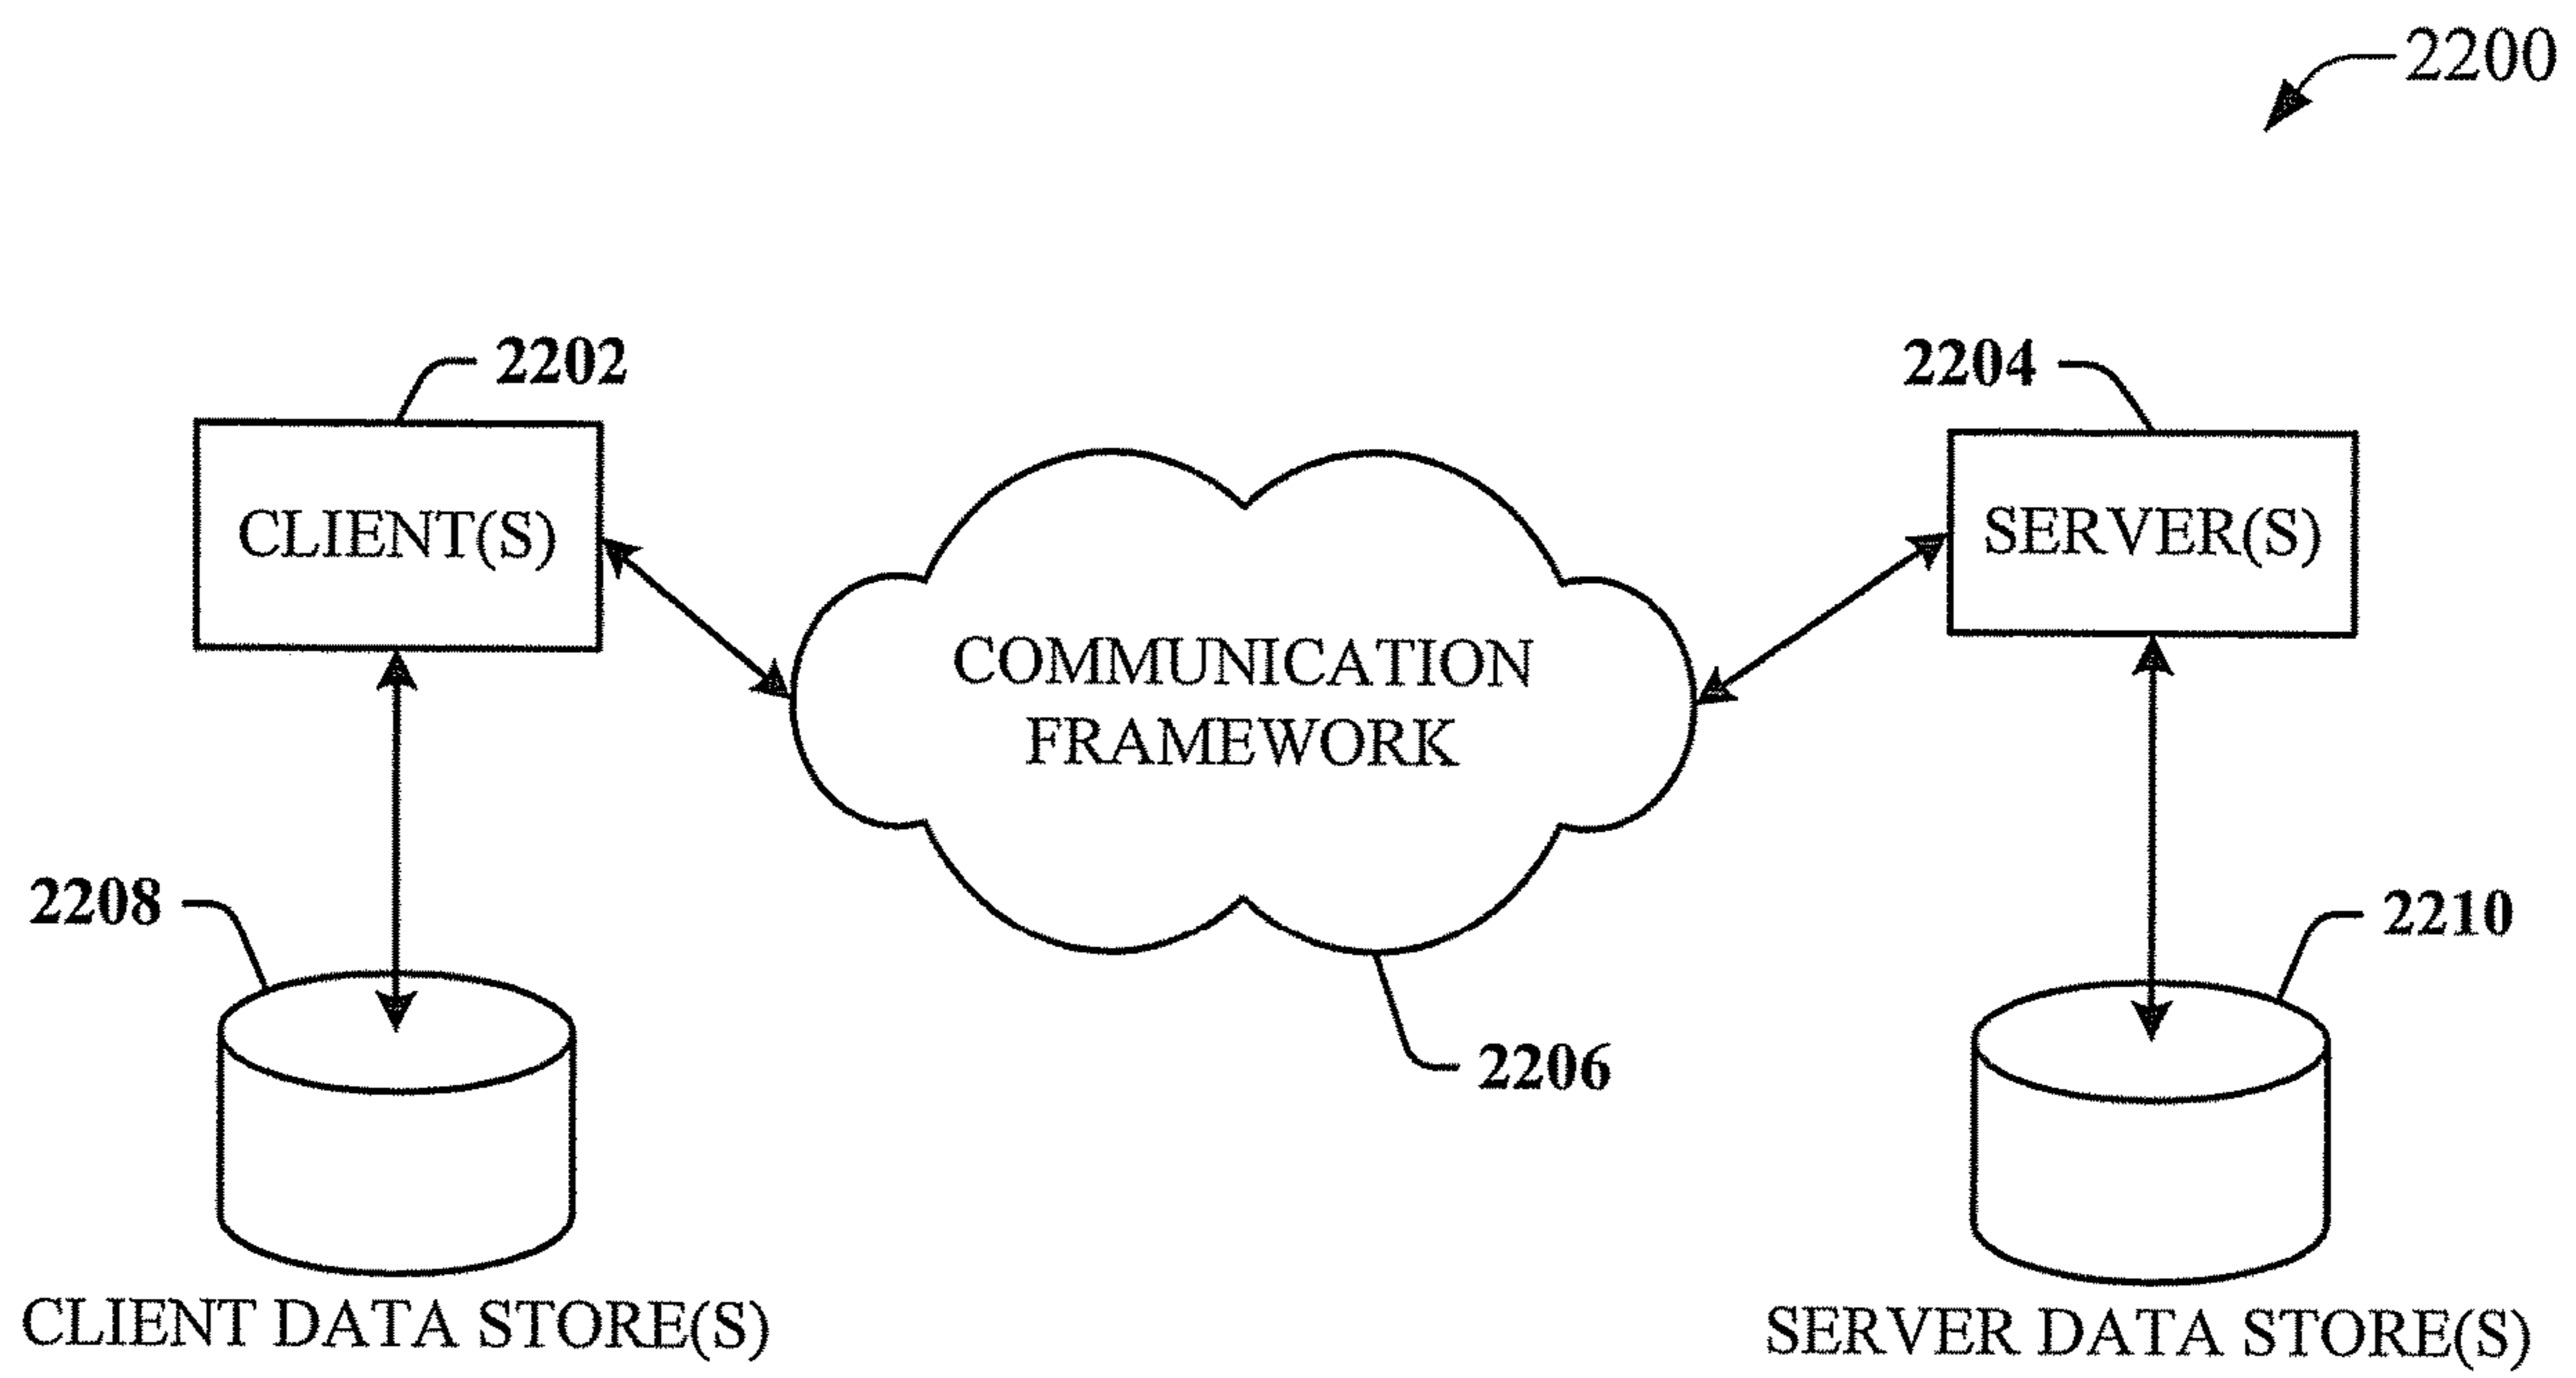 2200
2202
2204
CLIENT(S)
SERVER(S)
COMMUNICATION
FRAMEWORK
2208
2210
2206
CLIENT DATA STORE(S)
SERVER DATA STORE(S)